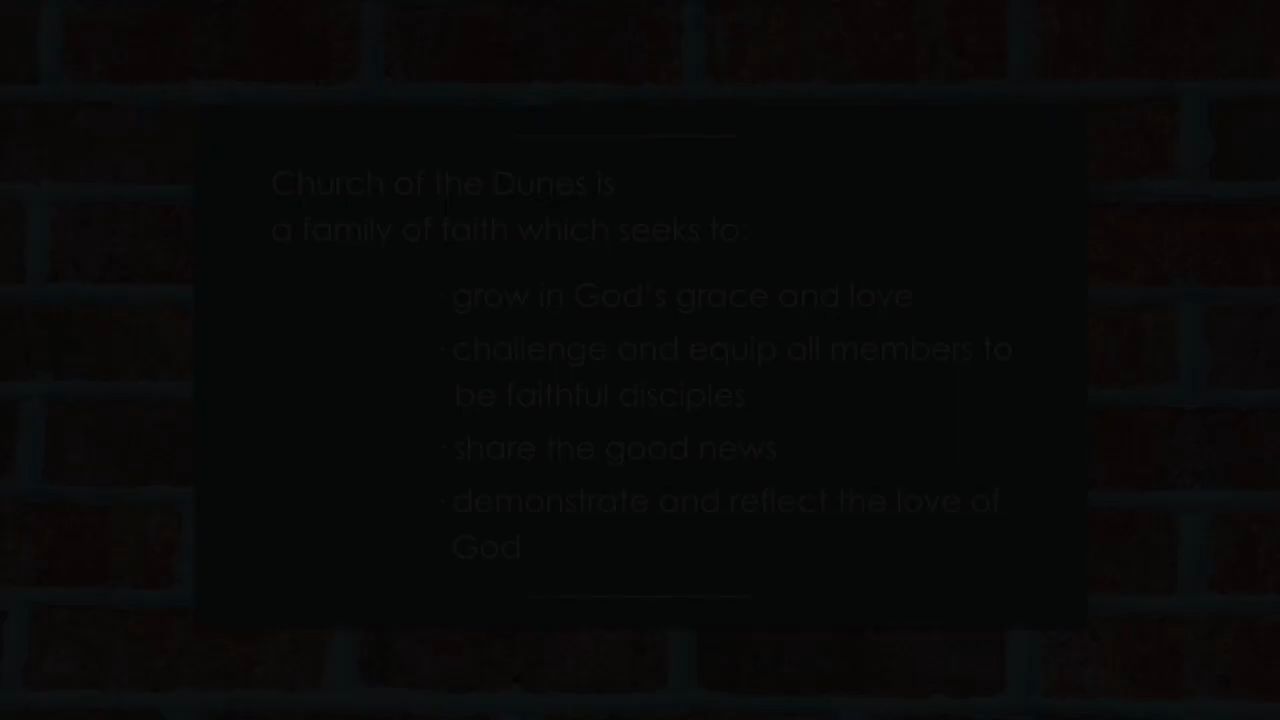 Church of the Dunes is
a family of faith which seeks to:
· grow in God's grace and love
· challenge and equip all members to
be faithful disciples
· share the good news
· demonstrate and reflect the love of
God